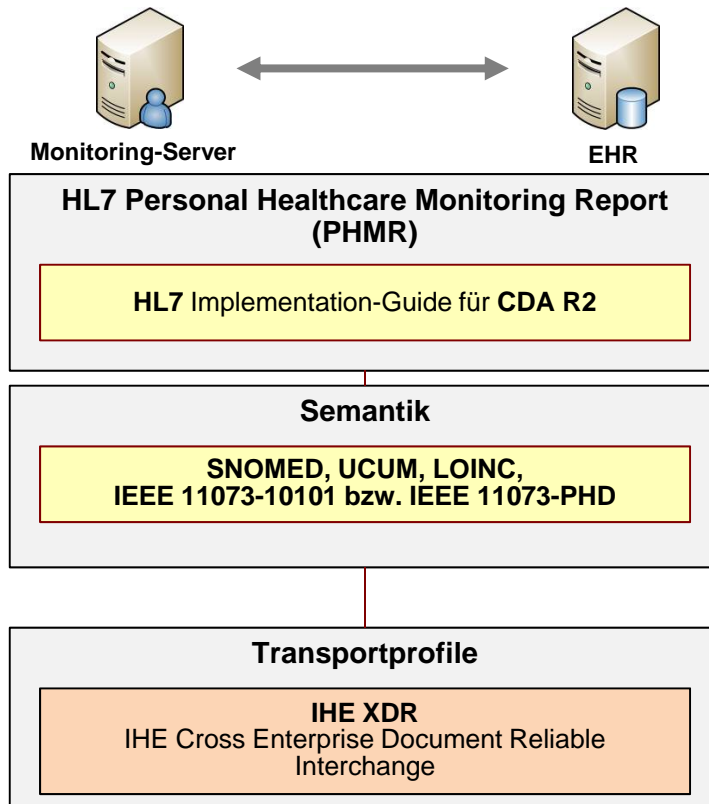 Monitoring-Server
EHR
HL7 Personal Healthcare Monitoring Report
(PHMR)
HL7 Implementation-Guide für CDA R2
Semantik
SNOMED, UCUM, LOINC,
IEEE 11073-10101 bzw. IEEE 11073-PHD
Transportprofile
IHE XDR
IHE Cross Enterprise Document Reliable
Interchange